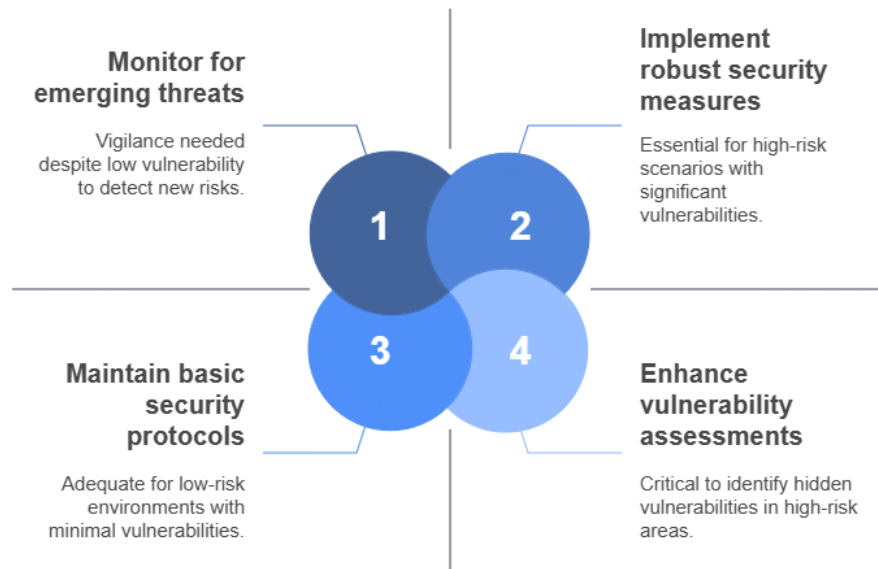 Monitor for
emerging threats
Vigilance needed
despite low vulnerability
to detect new risks.
1
Implement
robust security
measures
Essential for high-risk
scenarios with
significant
vulnerabilities.
2
Maintain basic
security
protocols
Adequate for low-risk
environments with
minimal vulnerabilities.
3
Enhance
vulnerability
assessments
Critical to identify hidden
vulnerabilities in high-risk
areas.
4